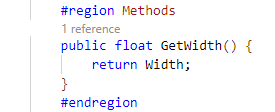 #region Methods
1 reference
public float GetWidth() {
return Width;
}
#endregion